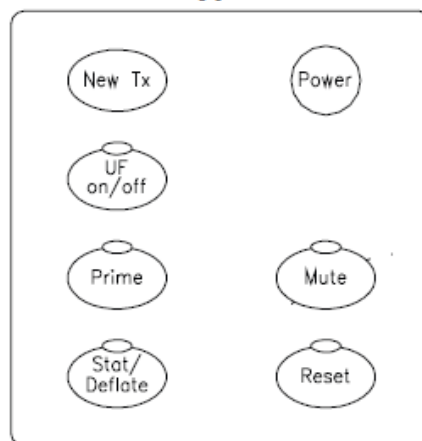 New Tx
Power
UF
on/off
Prime
Mute
Stat/
Deflate
Reset